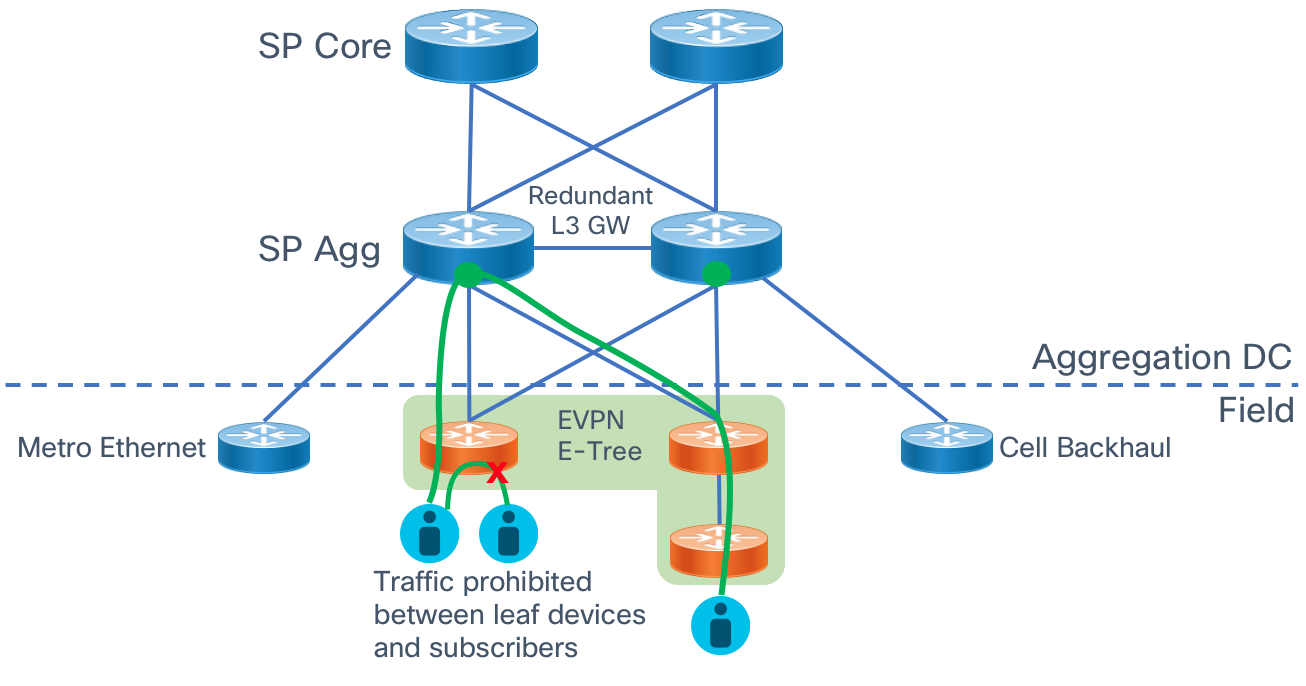 SP Core
Redundant
L3 GW
SP Agg
Aggregation DC
Field
EVPN
E-Tree
Metro Ethernet
Cell Backhaul
X
Traffic prohibited
between leaf devices
and subscribers